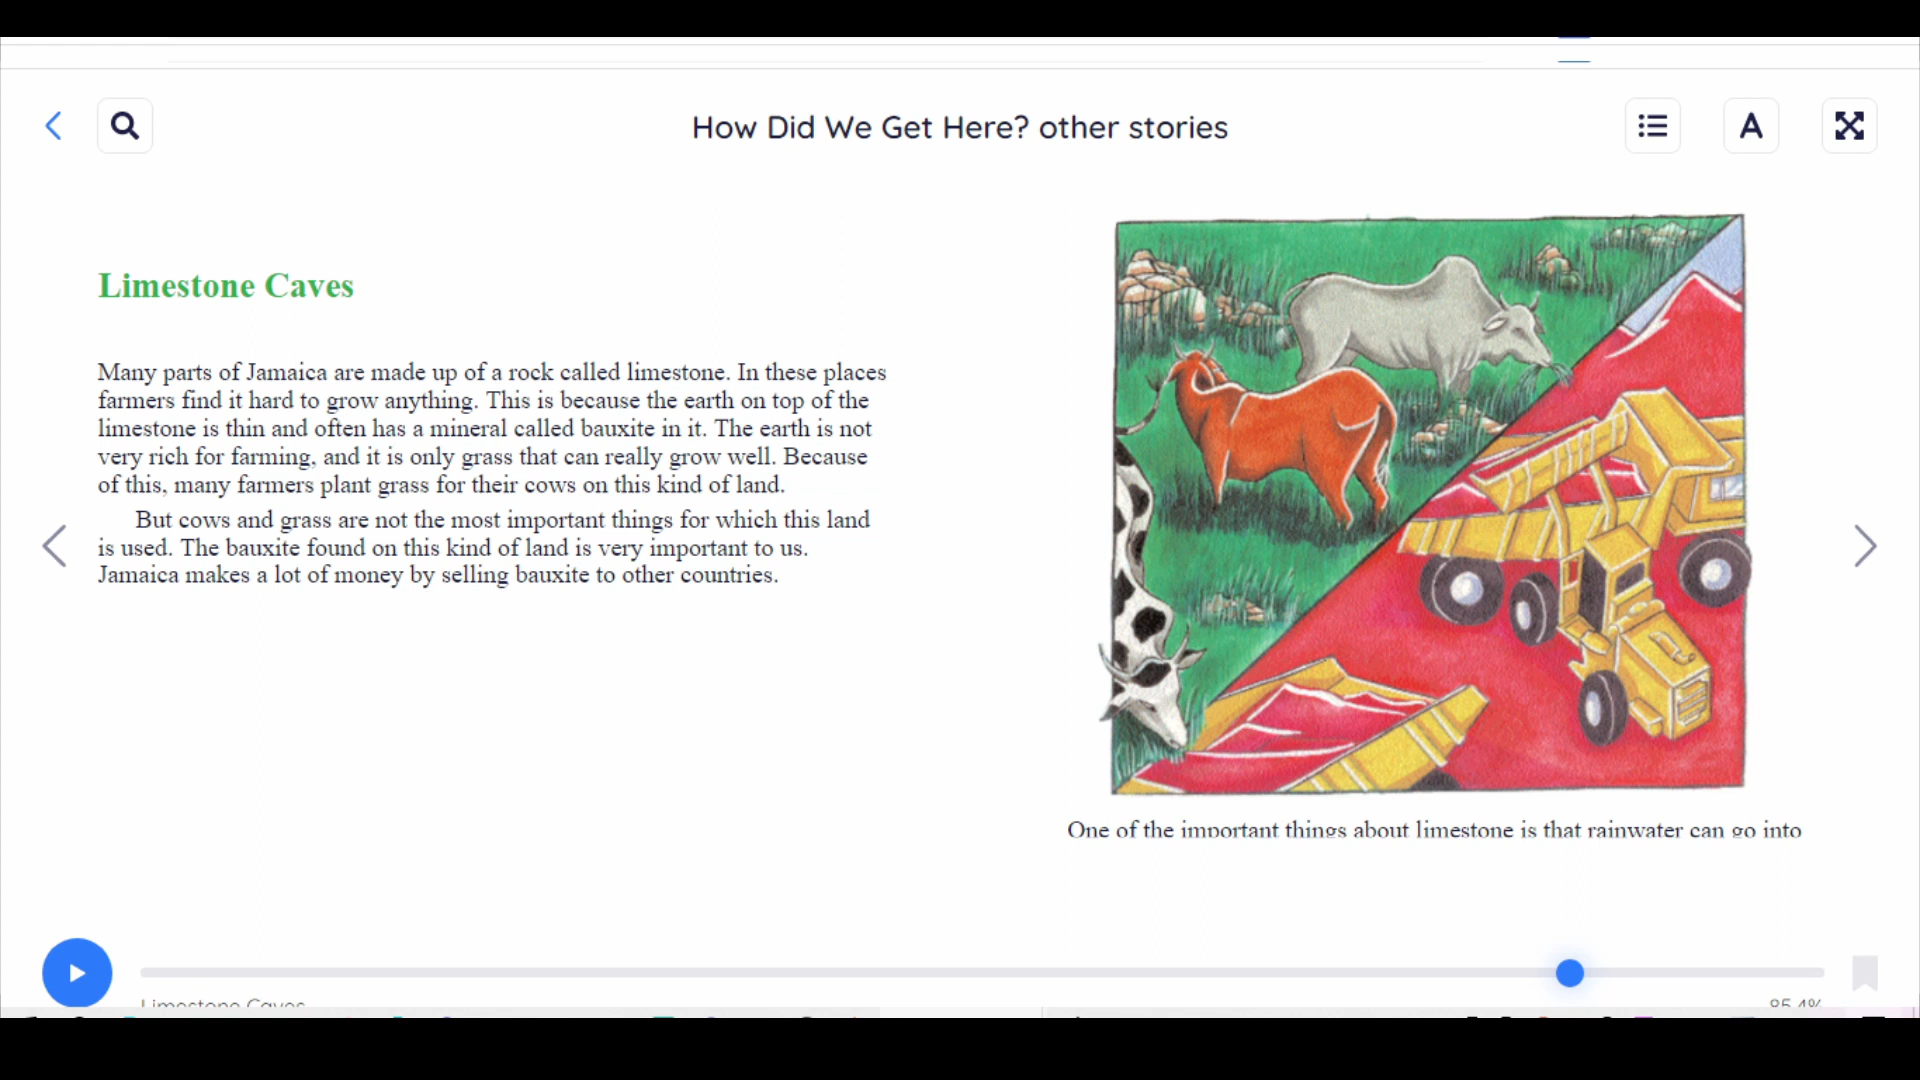 How Did We Get Here? other stories
A
Limestone Caves
Many parts of Jamaica are made up of a rock called limestone. In these places
farmers find it hard to grow anything. This is because the earth on top of the
limestone is thin and often has a mineral called bauxite in it. The earth is not
very rich for farming, and it is only grass that can really grow well. Because
of this, many farmers plant grass for their cows on this kind of land.
But cows and grass are not the most important things for which this land
is used. The bauxite found on this kind of land is very important to us.
Jamaica makes a lot of money by selling bauxite to other countries.
One of the important things about limestone is that rainwater can go into
Limestone Caves
85.4%